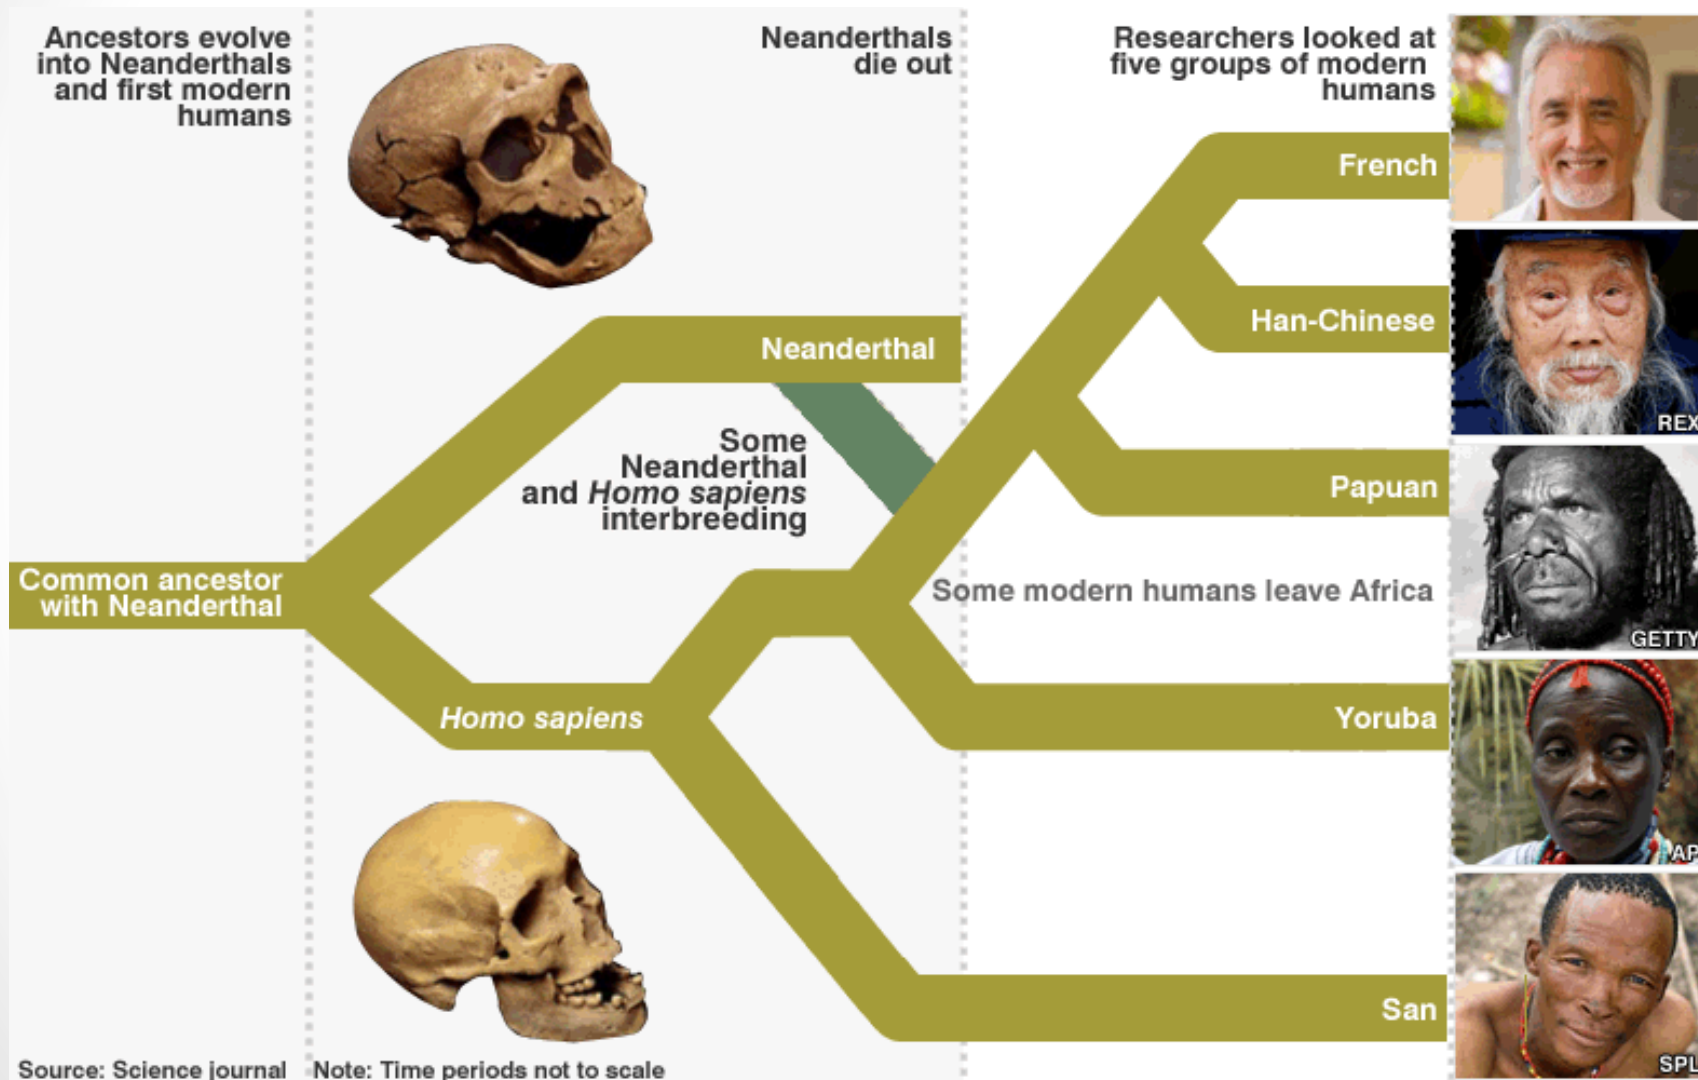 Ancestors evolve
into Neanderthals
and first modern
humans
Neanderthals
die out
Researchers looked at
five groups of modern
humans
French
Han-Chinese
REX
Neanderthal
Some
Neanderthal
and Homo sapiens
interbreeding
Papuan
Common ancestor
with Neanderthal
Some modern humans leave Africa
GETTY
Homo sapiens
Yoruba
AP
San
SPL
Source: Science journal
Note: Time periods not to scale